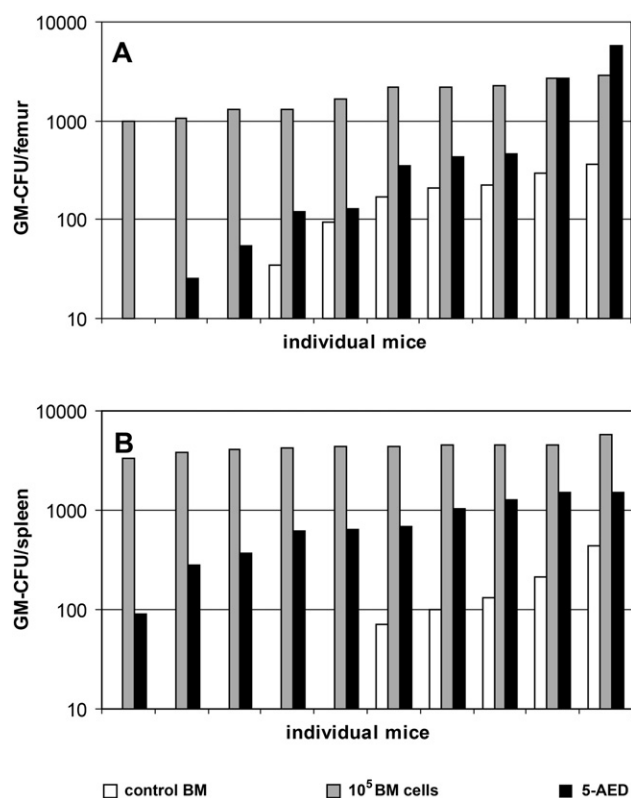 A
10000
1000
100
10
GM-CFU/femur
individual mice
B
10000
1000
100
10
GM-CFU/spleen
individual mice
control BM
10⁵ BM cells
5-AED